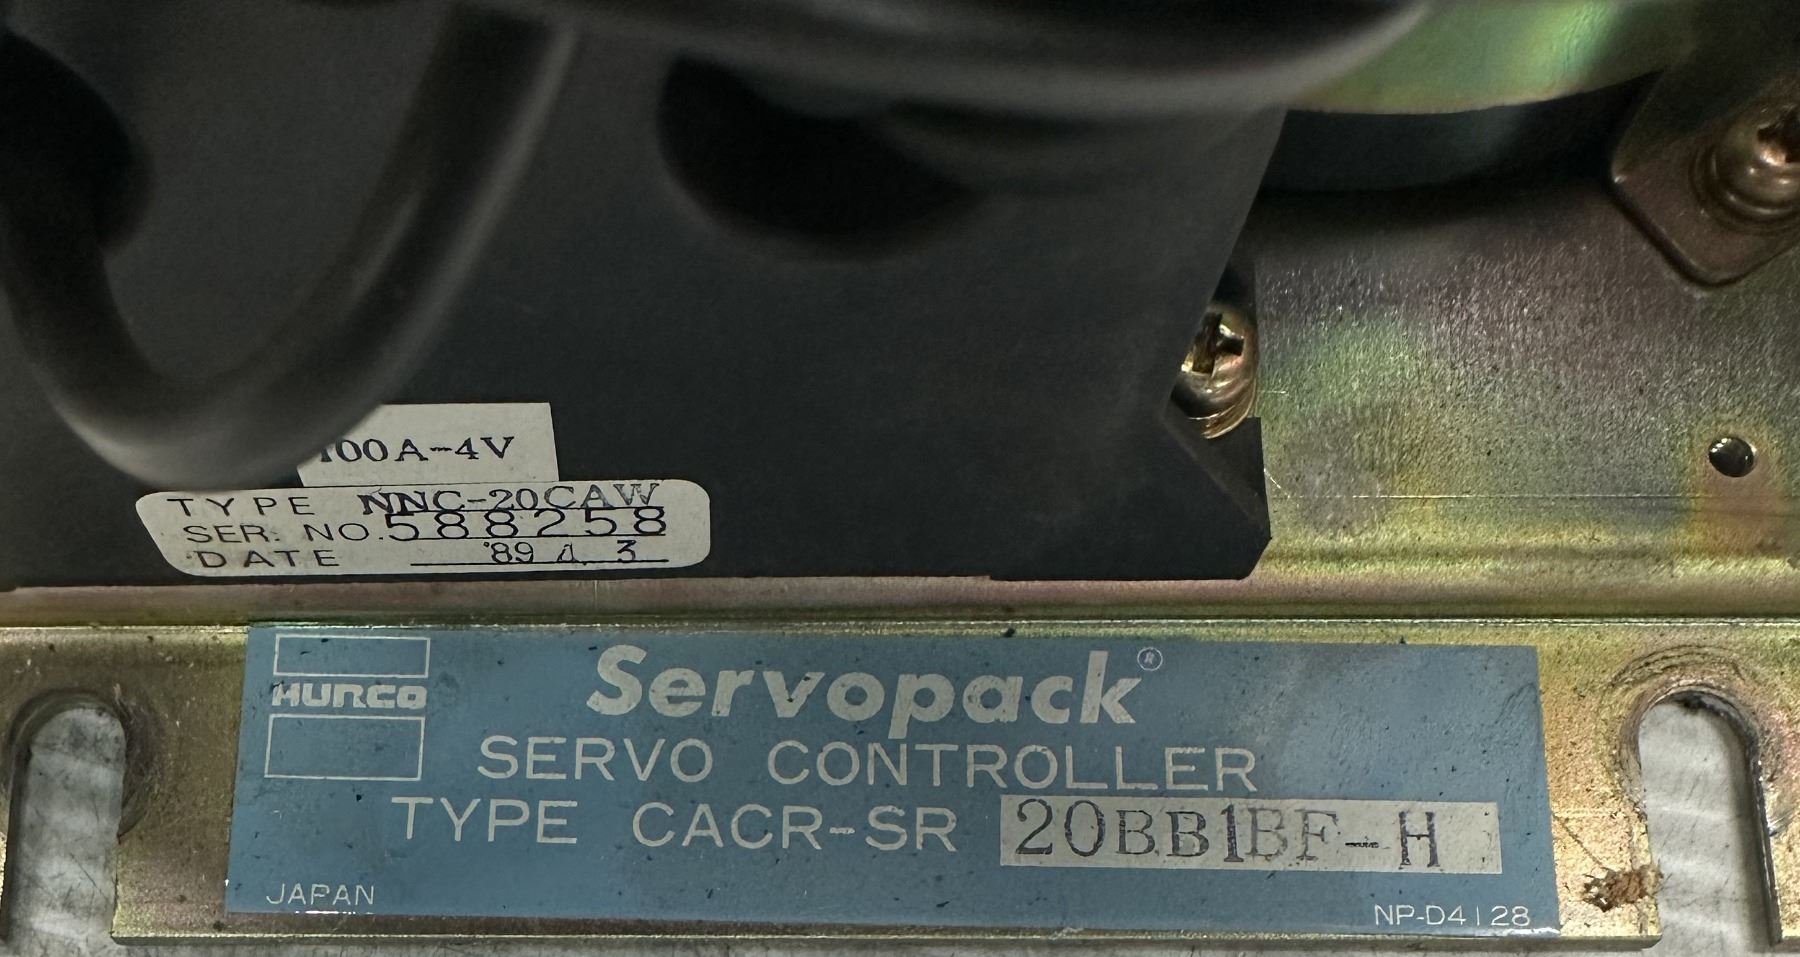 100A-4V
TYPE NNC-20CAW
SER. NO. 588258
DATE '89 4 3
HURCO
Servopack®
SERVO CONTROLLER
TYPE CACR-SR 20BB1BF-H
JAPAN
NP-D4128